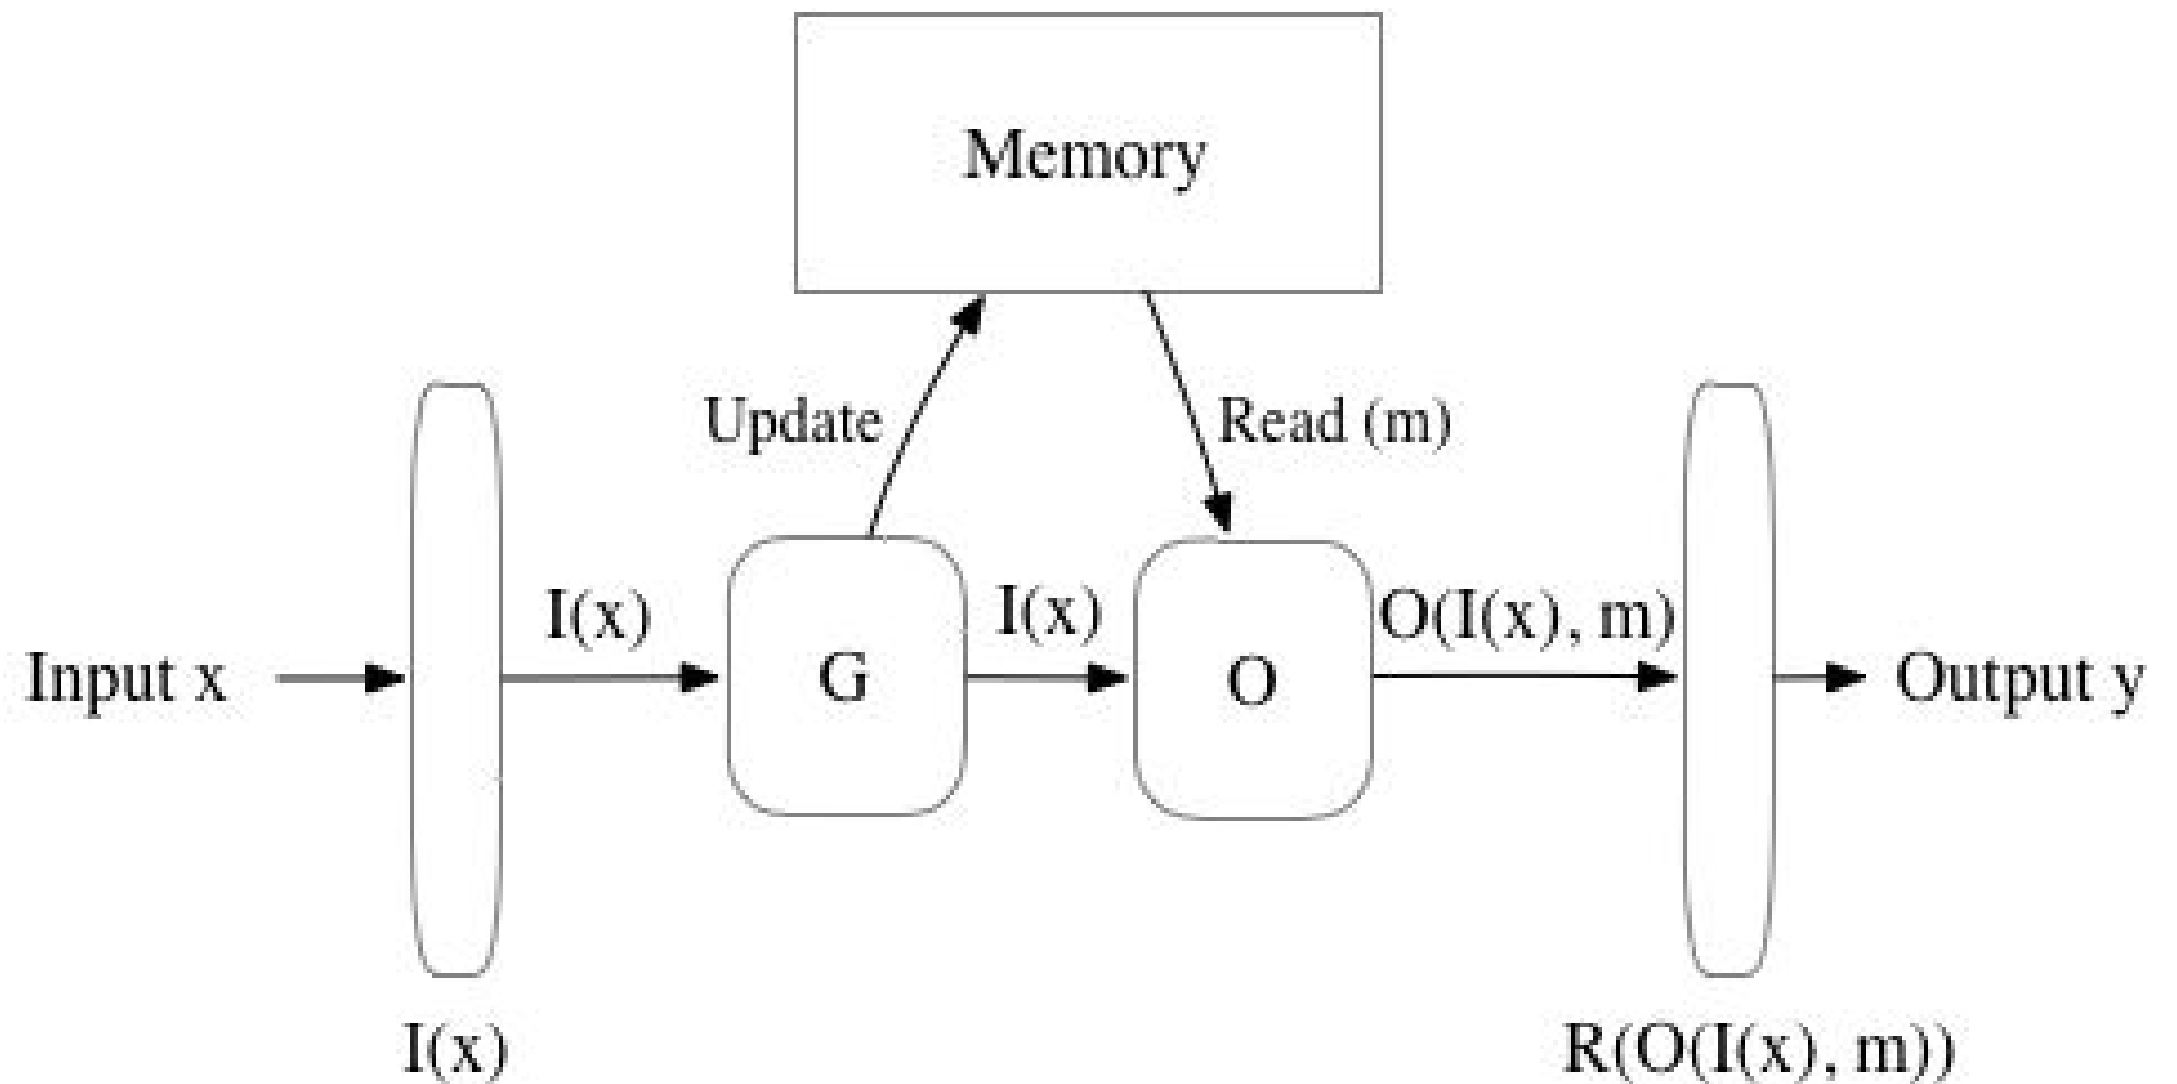 Memory
Update
Read (m)
I(x)
I(x)
O(I(x), m)
Input x
G
O
Output y
I(x)
R(O(I(x), m))